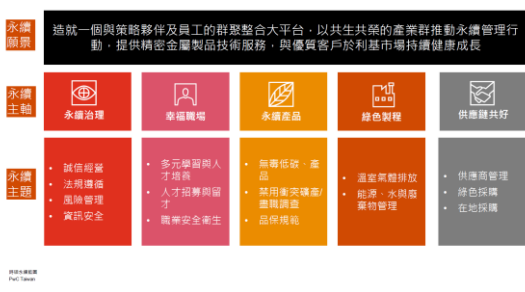 永續
願景
造就一個與策略夥伴及員工的群聚整合大平台，以共生共榮的產業群推動永續管理行
動，提供精密金屬製品技術服務，與優質客戶於利基市場持續健康成長
永續
主軸
永續治理
幸福職場
永續產品
綠色製程
供應鏈共好
永續
主題
• 誠信經營
• 法規遵循
• 風險管理
• 資訊安全
• 多元學習與人
才培養
• 人才招募與留
才
• 職業安全衛生
• 無毒低碳、產
品
• 禁用衝突礦產/
盡職調查
• 品保規範
• 溫室氣體排放
• 能源、水與廢
棄物管理
• 供應商管理
• 綠色採購
• 在地採購
PwC Taiwan